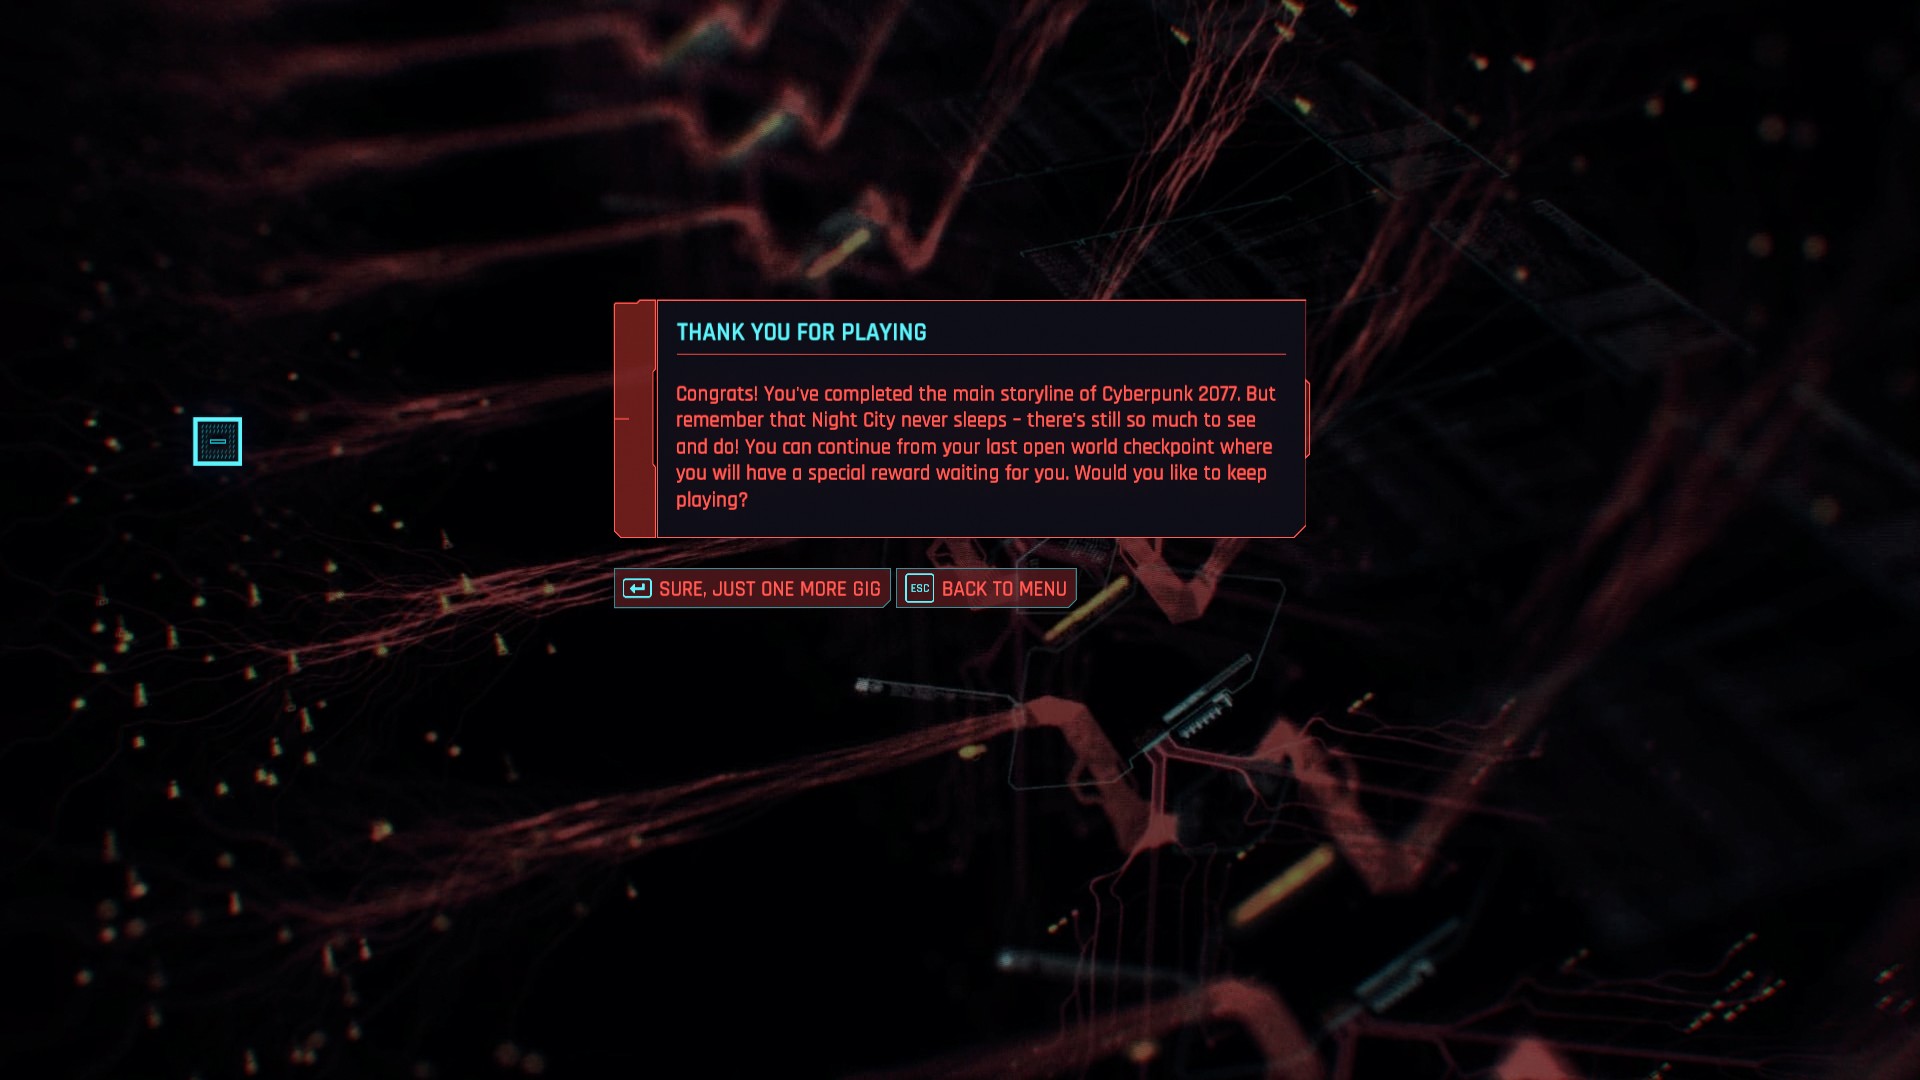 THANK YOU FOR PLAYING
Congrats! You've completed the main storyline of Cyberpunk 2077. But
remember that Night City never sleeps – there's still so much to see
and do! You can continue from your last open world checkpoint where
you will have a special reward waiting for you. Would you like to keep
playing?
SURE, JUST ONE MORE GIG
ESC BACK TO MENU